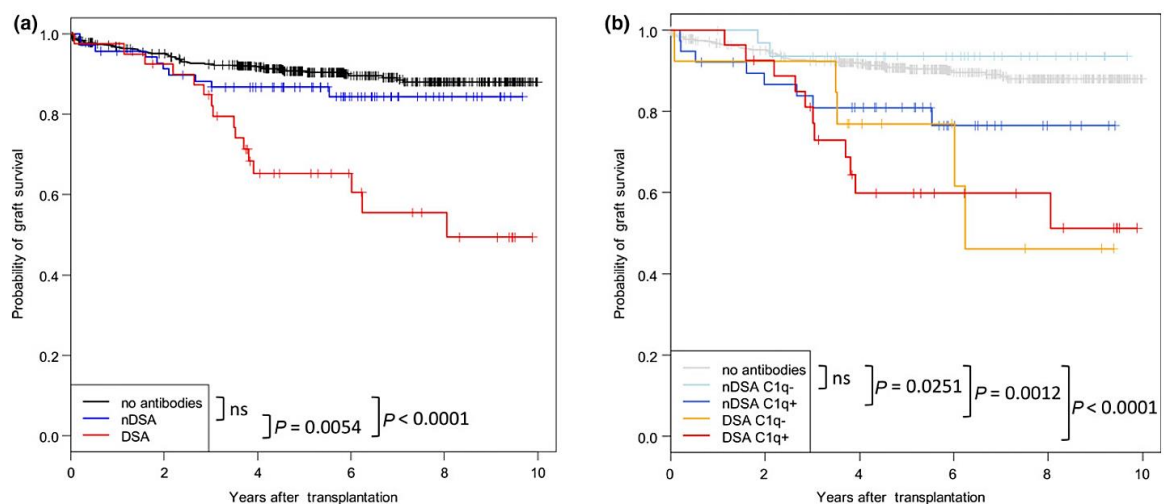 (a)
1.0
0.8
0.6
0.4
0.2
0.0
Probability of graft survival
no antibodies
nDSA
DSA
ns
P = 0.0054
P < 0.0001
0 2 4 6 8 10
Years after transplantation
(b)
1.0
0.8
0.6
0.4
0.2
0.0
Probability of graft survival
no antibodies
nDSA C1q-
nDSA C1q+
DSA C1q-
DSA C1q+
ns
P = 0.0251
P = 0.0012
P < 0.0001
0 2 4 6 8 10
Years after transplantation